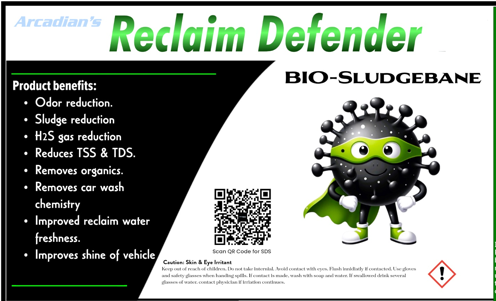 Arcadian's
Reclaim Defender
BIO-SLUDGEBANE
Product benefits:
• Odor reduction.
• Sludge reduction
• H2S gas reduction
• Reduces TSS & TDS.
• Removes organics.
• Removes car wash
chemistry
• Improved reclaim water
freshness.
• Improves shine of vehicle
Scan QR Code for SDS
Caution: Skin & Eye Irritant
Keep out of reach of children. Do not take internal. Avoid contact with eyes. Flush immediatly if contacted. Use gloves
and safety glasses when handling spills. If contact is made, wash with soap and water. If swallowed drink several
glasses of water, contact physician if irritation continues.
!